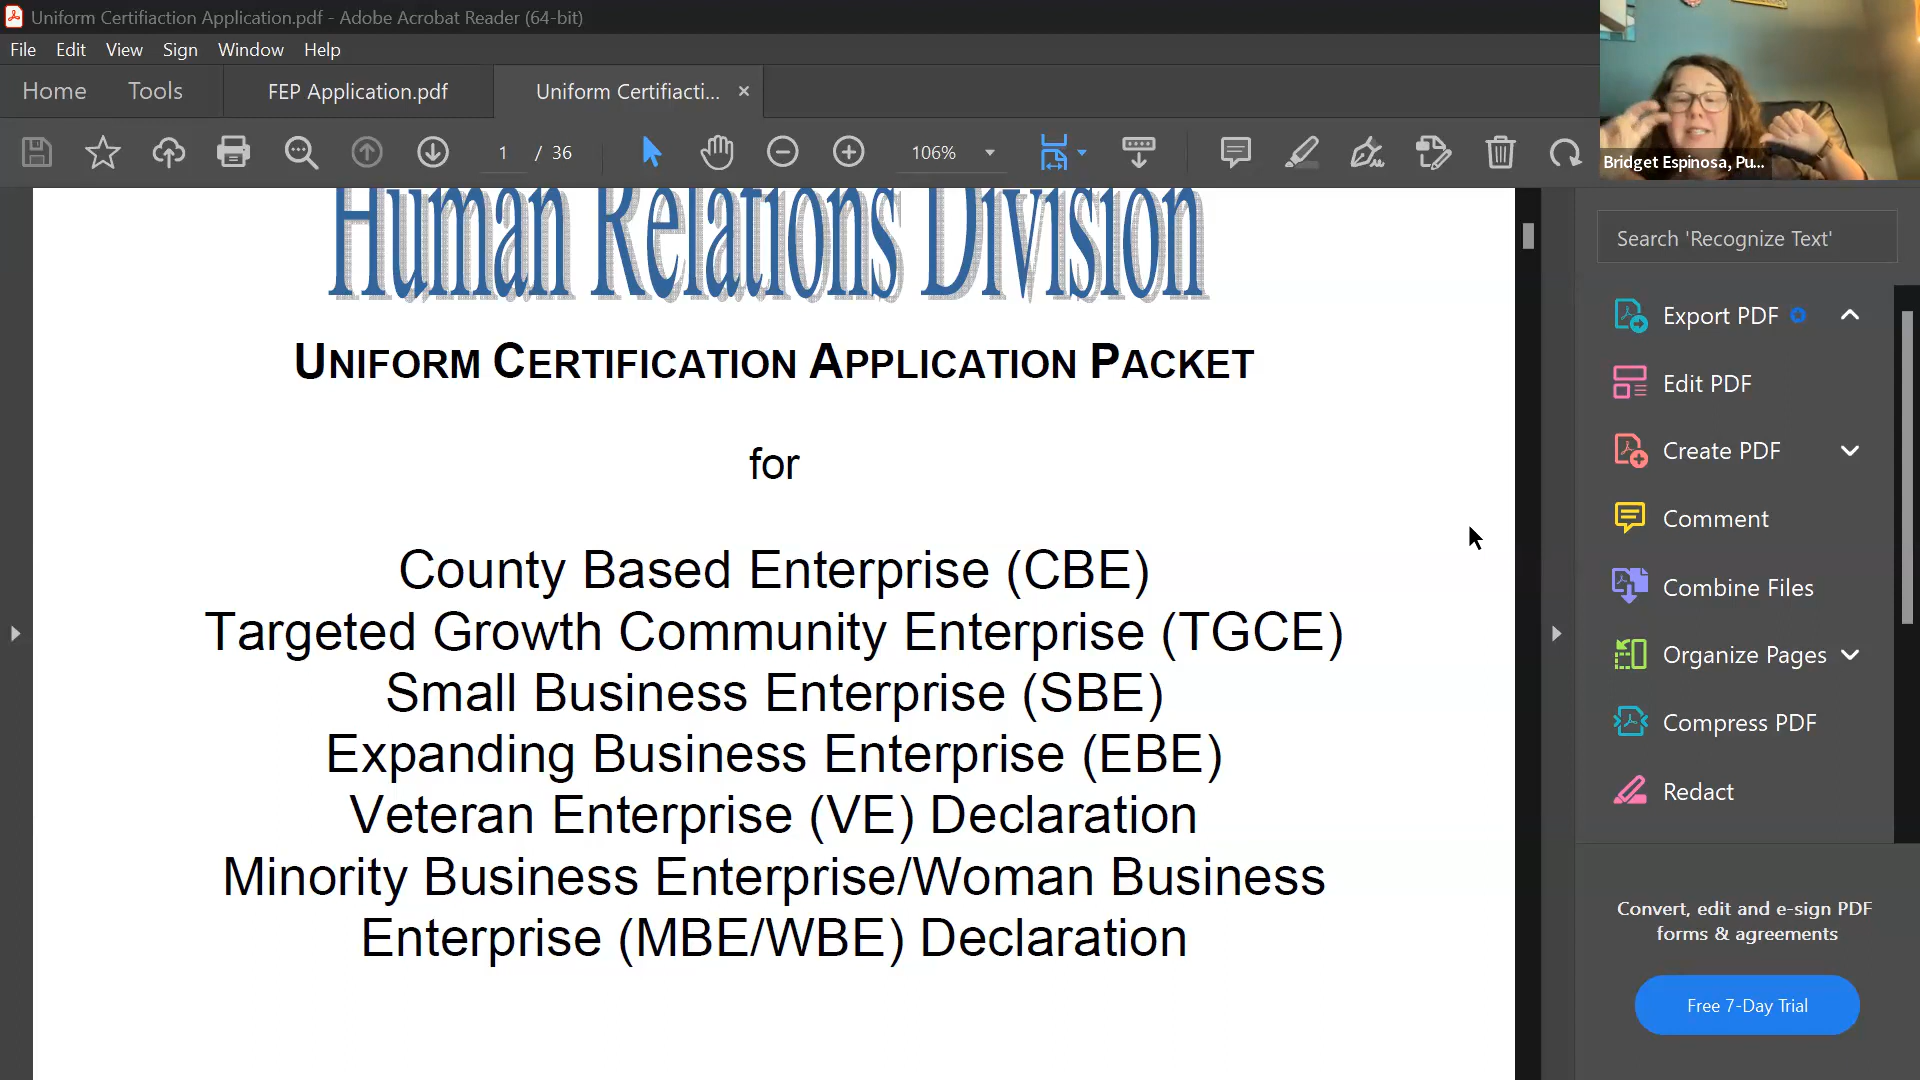 Uniform Certifiaction Application.pdf - Adobe Acrobat Reader (64-bit)
File Edit View Sign Window Help
Home Tools FEP Application.pdf Uniform Certifiacti... ×
1 / 36 106%
Bridget Espinosa, Pu...
Human Relations Division
UNIFORM CERTIFICATION APPLICATION PACKET
for
County Based Enterprise (CBE)
Targeted Growth Community Enterprise (TGCE)
Small Business Enterprise (SBE)
Expanding Business Enterprise (EBE)
Veteran Enterprise (VE) Declaration
Minority Business Enterprise/Woman Business
Enterprise (MBE/WBE) Declaration
Search 'Recognize Text'
Export PDF
Edit PDF
Create PDF
Comment
Combine Files
Organize Pages
Compress PDF
Redact
Convert, edit and e-sign PDF
forms & agreements
Free 7-Day Trial